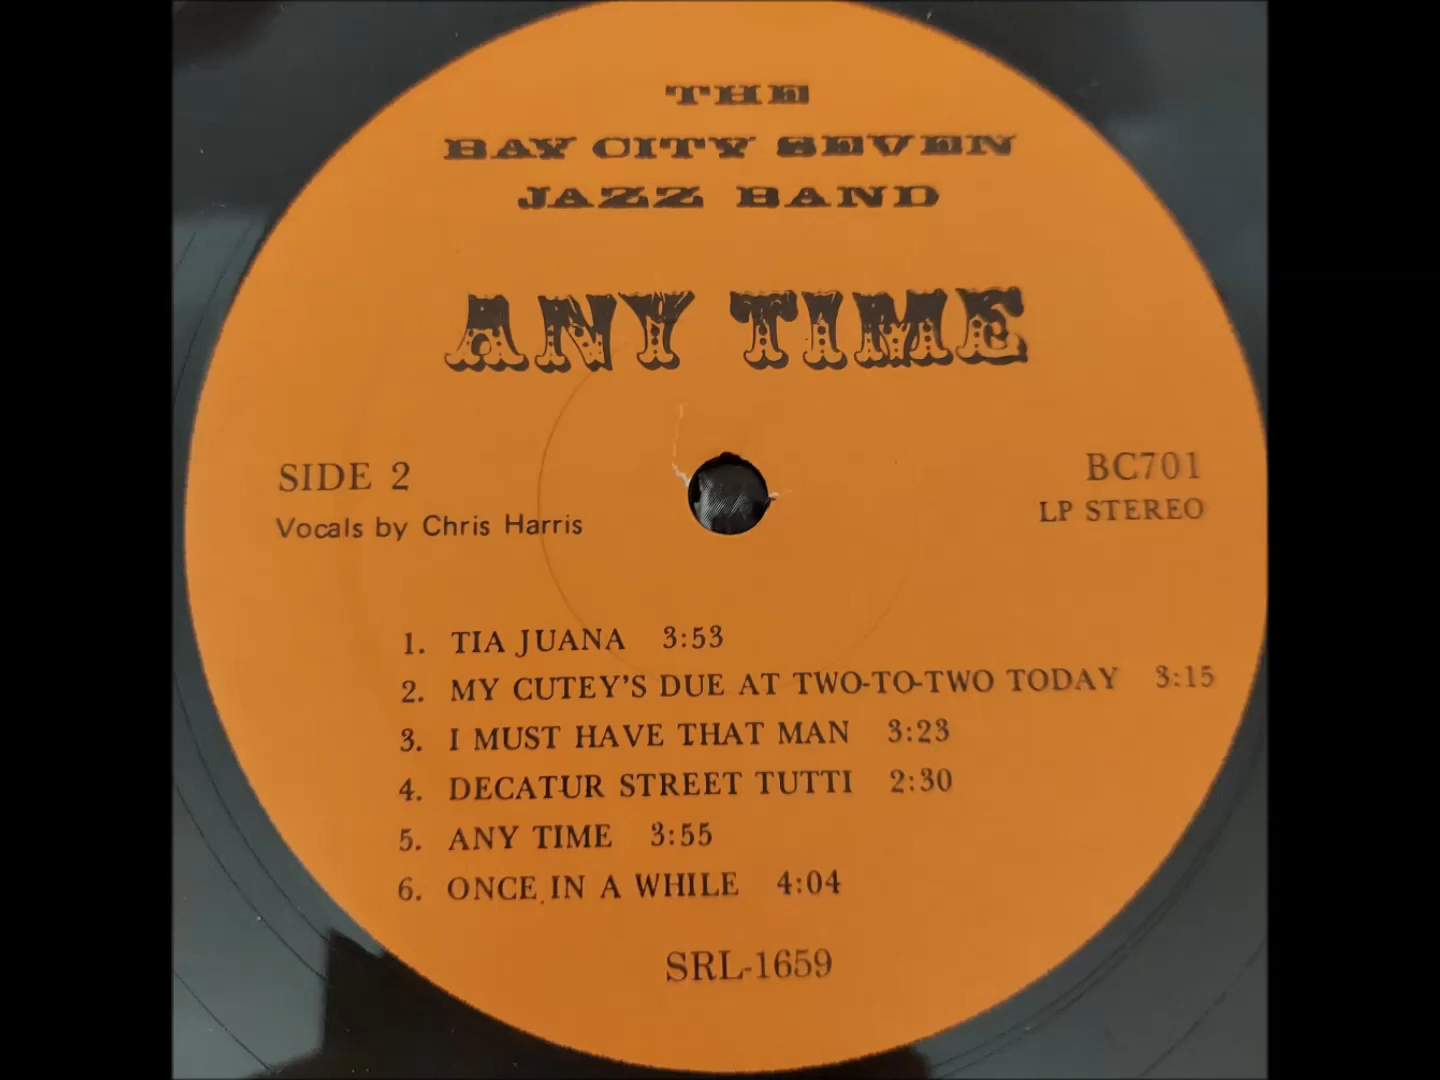 THE
BAY CITY SEVEN
JAZZ BAND
ANY TIME
SIDE 2
Vocals by Chris Harris
BC701
LP STEREO
1. TIA JUANA 3:53
2. MY CUTEY'S DUE AT TWO-TO-TWO TODAY 3:15
3. I MUST HAVE THAT MAN 3:23
4. DECATUR STREET TUTTI 2:30
5. ANY TIME 3:55
6. ONCE IN A WHILE 4:04
SRL-1659